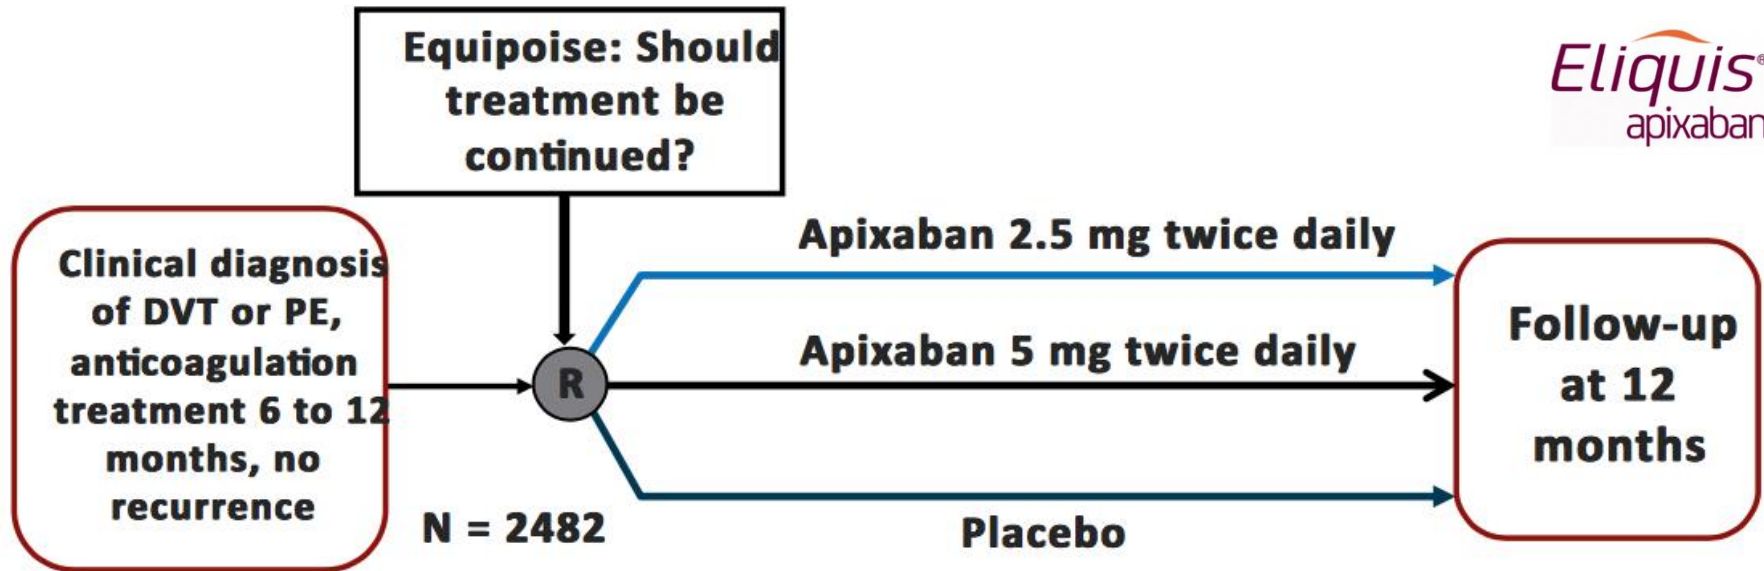 Equipoise: Should
treatment be
continued?
Eliquis®
apixaban
Clinical diagnosis
of DVT or PE,
anticoagulation
treatment 6 to 12
months, no
recurrence
R
N = 2482
Apixaban 2.5 mg twice daily
Apixaban 5 mg twice daily
Placebo
Follow-up
at 12
months